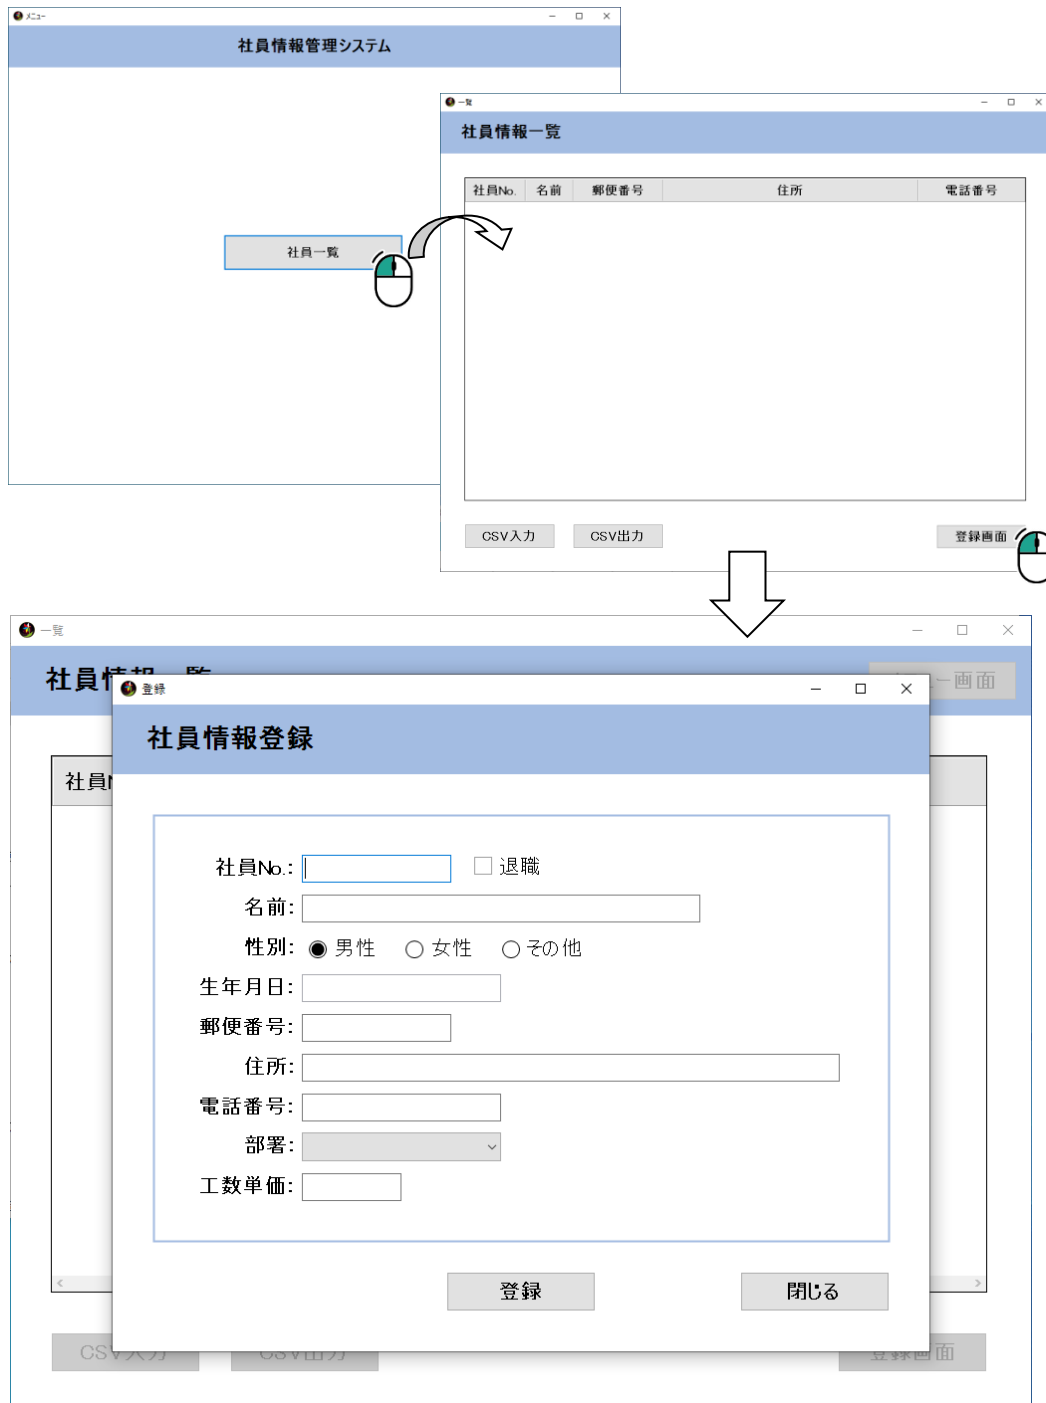 メニュー
社員情報管理システム
社員一覧
一覧
社員情報一覧
社員No.
名前
郵便番号
住所
電話番号
CSV入力
CSV出力
登録画面
一覧
ー画面
社員
登録
社員情報登録
社員No.:
退職
名前:
性別:
男性
女性
その他
生年月日:
郵便番号:
住所:
電話番号:
部署:
工数単価:
登録
閉じる